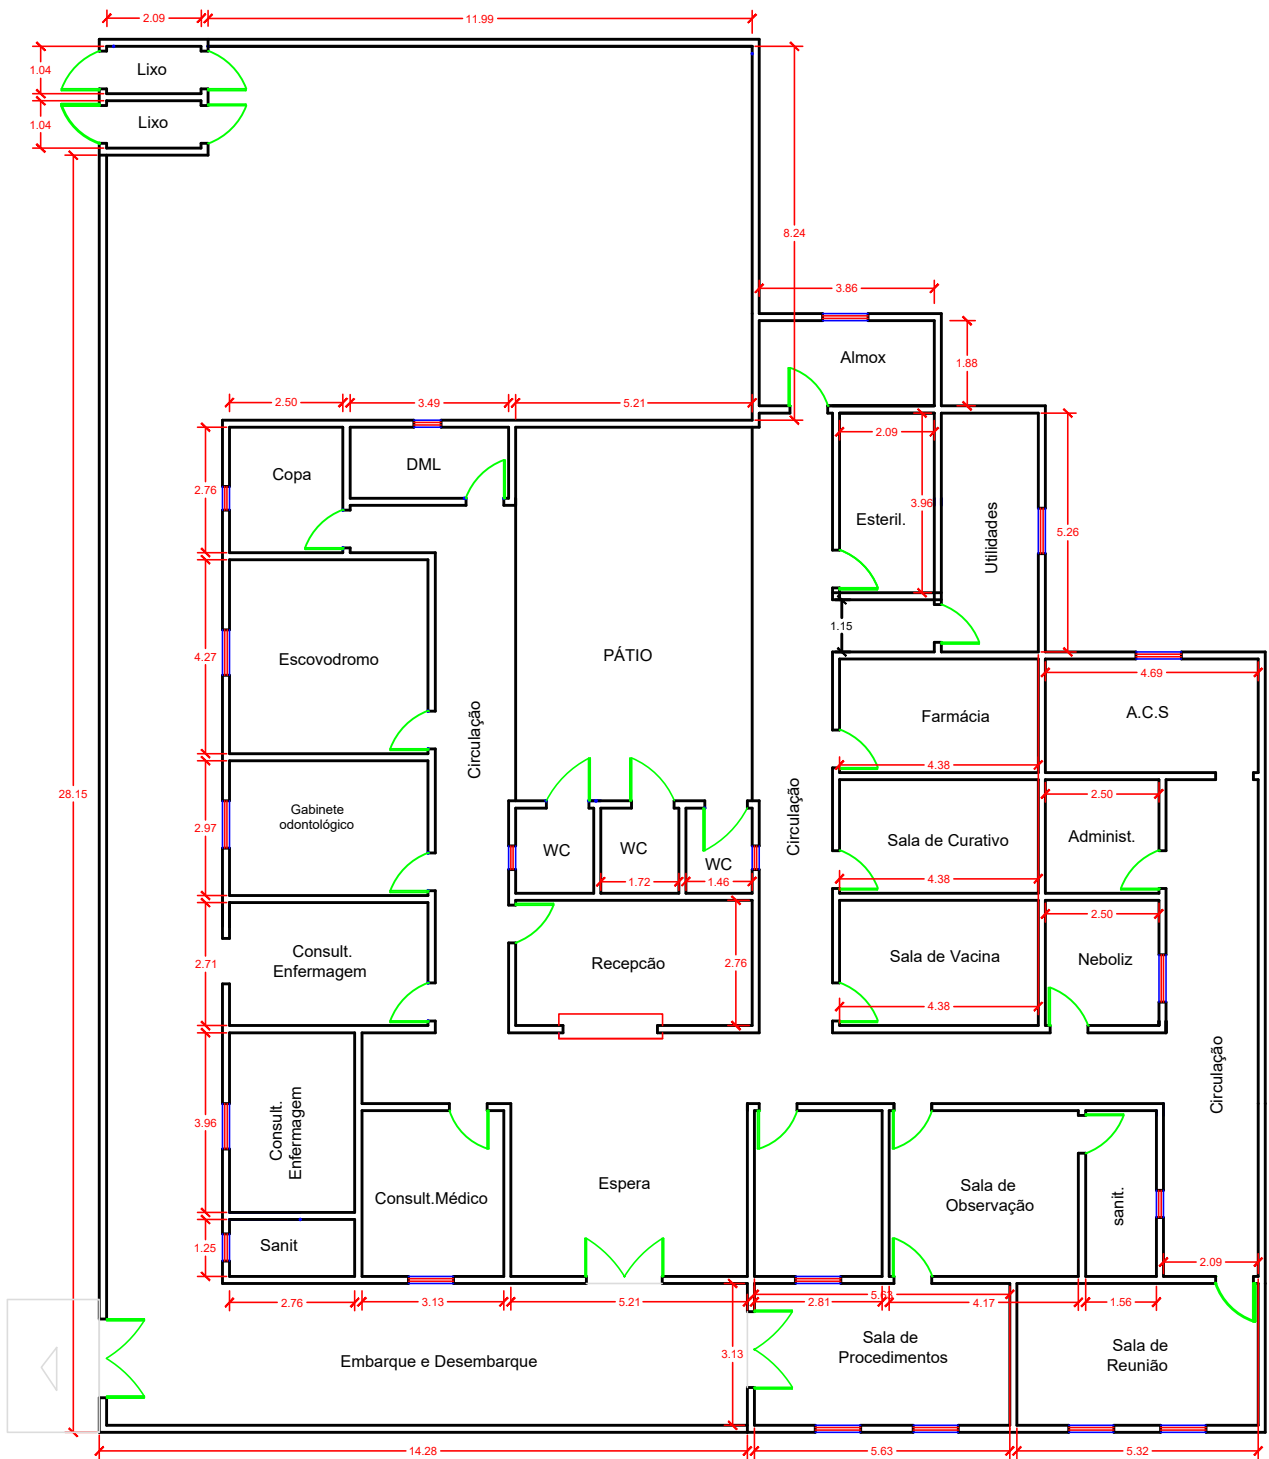 2.09
11.99
1.04
Lixo
1.04
Lixo
8.24
3.86
Almox
1.88
2.50
3.49
5.21
2.09
Copa
DML
2.76
3.96
Esteril.
Utilidades
5.26
1.15
4.27
Escovodromo
Circulação
PÁTIO
4.69
Farmácia
A.C.S
4.38
28.15
2.97
Gabinete
odontológico
Circulação
2.50
WC
WC
WC
Sala de Curativo
Administ.
1.72
1.46
4.38
2.50
2.71
Consult.
Enfermagem
Recepcão
2.76
Sala de Vacina
Neboliz
4.38
Circulação
3.96
Consult.
Enfermagem
Consult.Médico
Espera
Sala de
Observação
sanit.
1.25
Sanit
2.09
2.76
3.13
5.21
5.63
2.81
4.17
1.56
Embarque e Desembarque
3.13
Sala de
Procedimentos
Sala de
Reunião
14.28
5.63
5.32